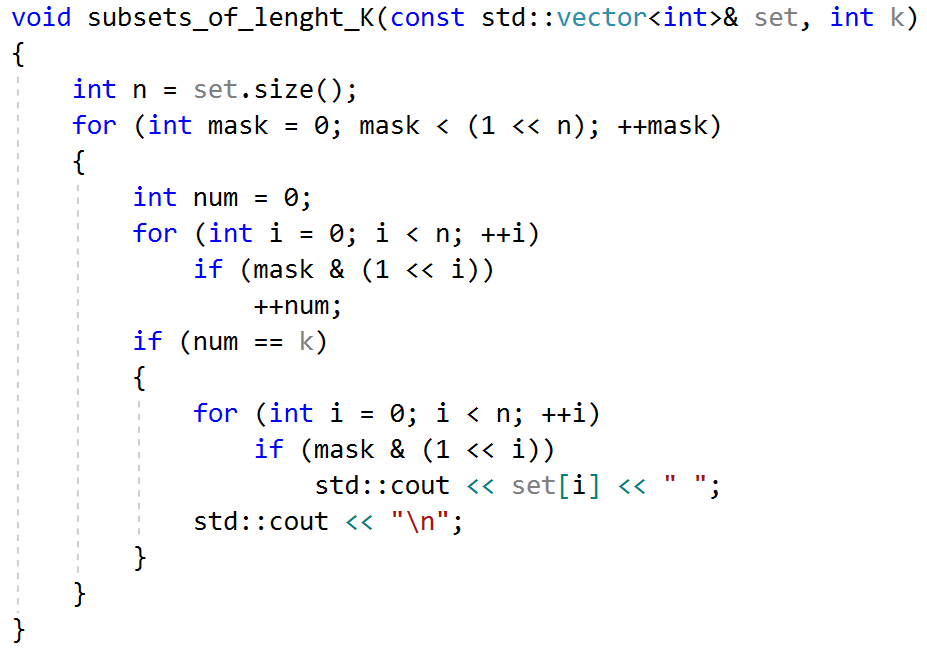 void subsets_of_lenght_K(const std::vector<int>& set, int k)
{
    int n = set.size();
    for (int mask = 0; mask < (1 << n); ++mask)
    {
        int num = 0;
        for (int i = 0; i < n; ++i)
            if (mask & (1 << i))
                ++num;
        if (num == k)
        {
            for (int i = 0; i < n; ++i)
                if (mask & (1 << i))
                    std::cout << set[i] << " ";
            std::cout << "\n";
        }
    }
}